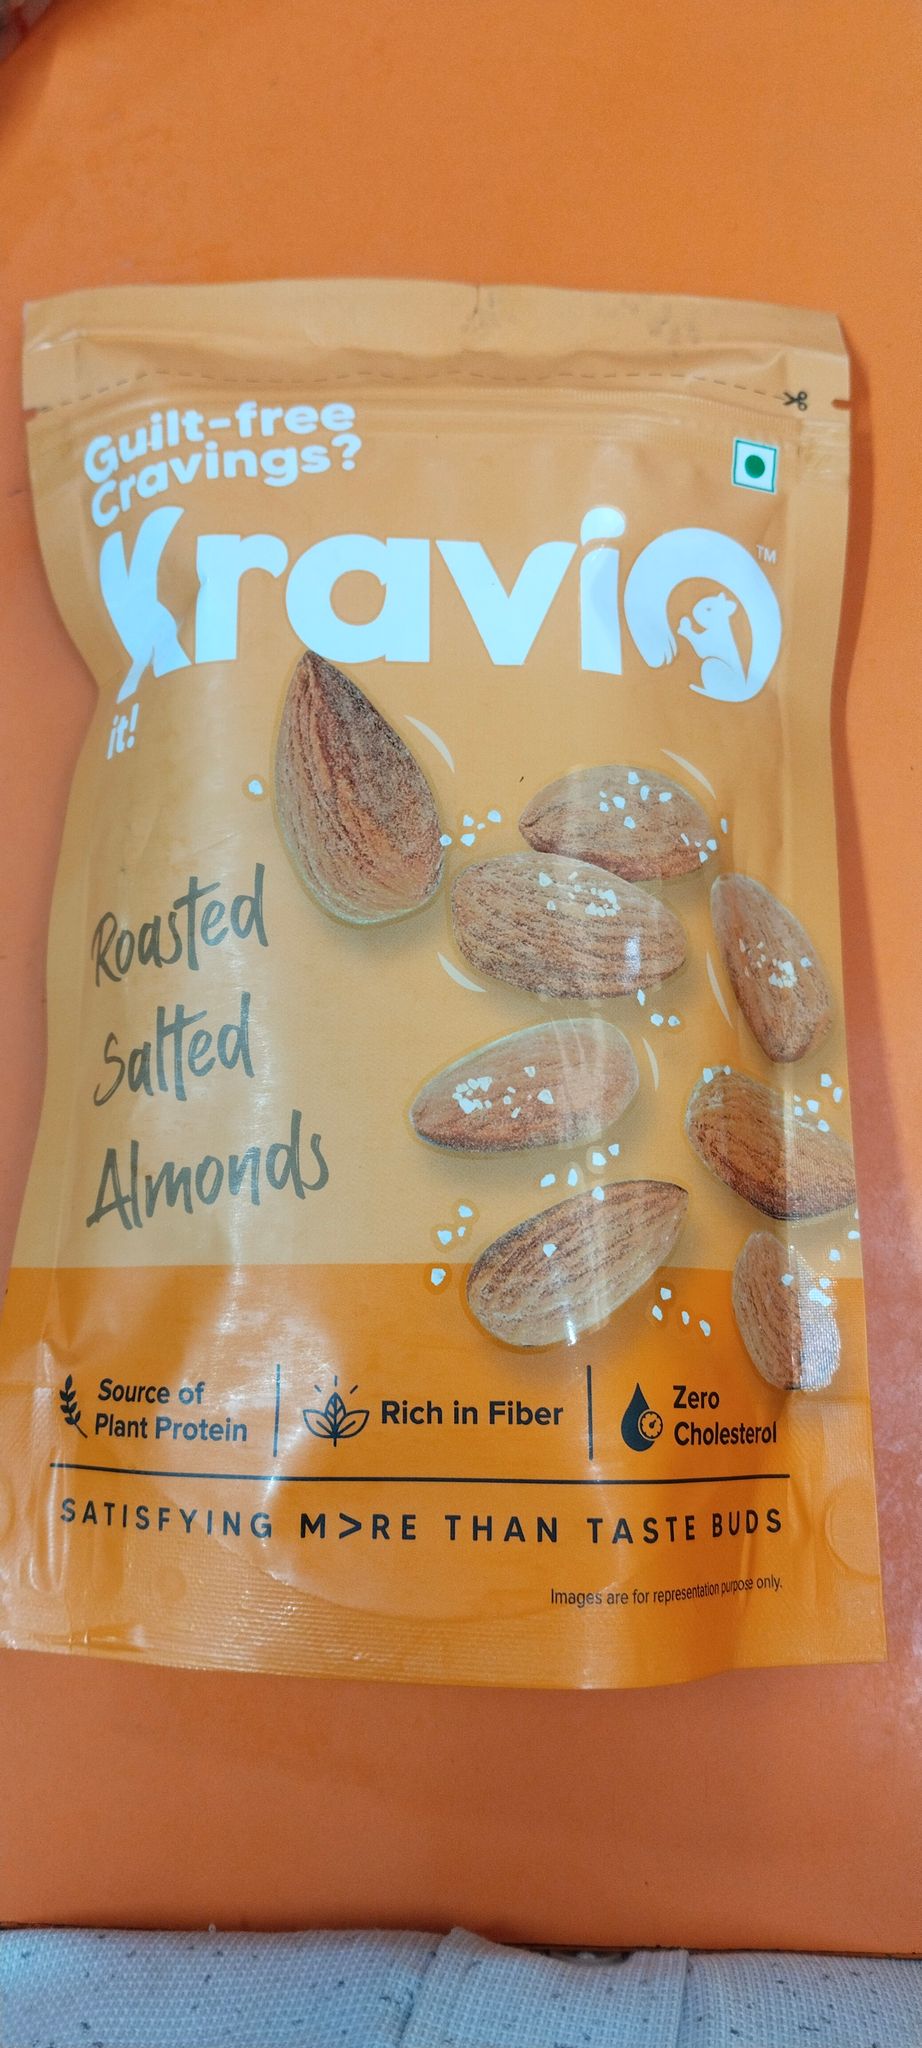 Guilt-free
Cravings?
Kravio™
it!
Roasted
Salted
Almonds
Source of
Plant Protein
Rich in Fiber
Zero
Cholesterol
SATISFYING M>RE THAN TASTE BUDS
Images are for representation purpose only.